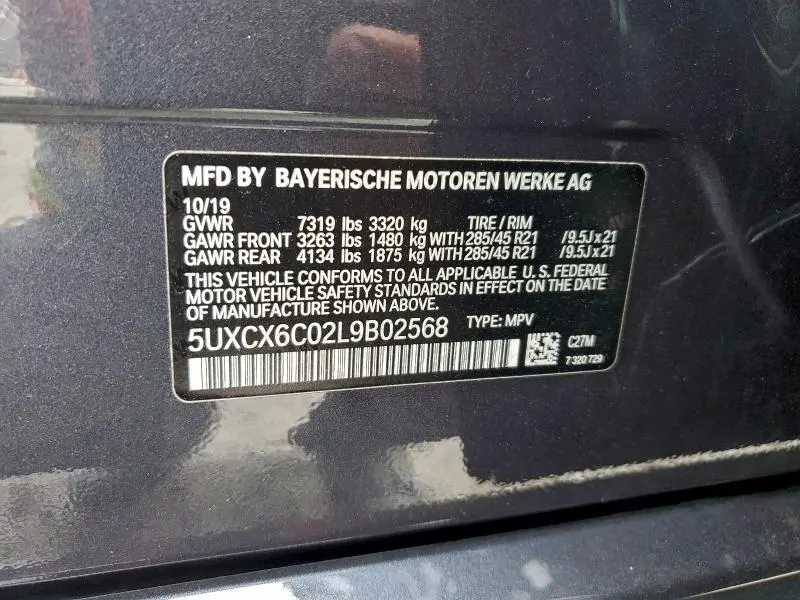 MFD BY BAYERISCHE MOTOREN WERKE AG
10/19
GVWR 7319 lbs 3320 kg TIRE / RIM
GAWR FRONT 3263 lbs 1480 kg WITH 285/45 R21 /9.5J x 21
GAWR REAR 4134 lbs 1875 kg WITH 285/45 R21 /9.5J x 21
THIS VEHICLE CONFORMS TO ALL APPLICABLE U. S. FEDERAL
MOTOR VEHICLE SAFETY STANDARDS IN EFFECT ON THE DATE
OF MANUFACTURE SHOWN ABOVE.
5UXCX6C02L9B02568 TYPE: MPV
C27M
7 320 729